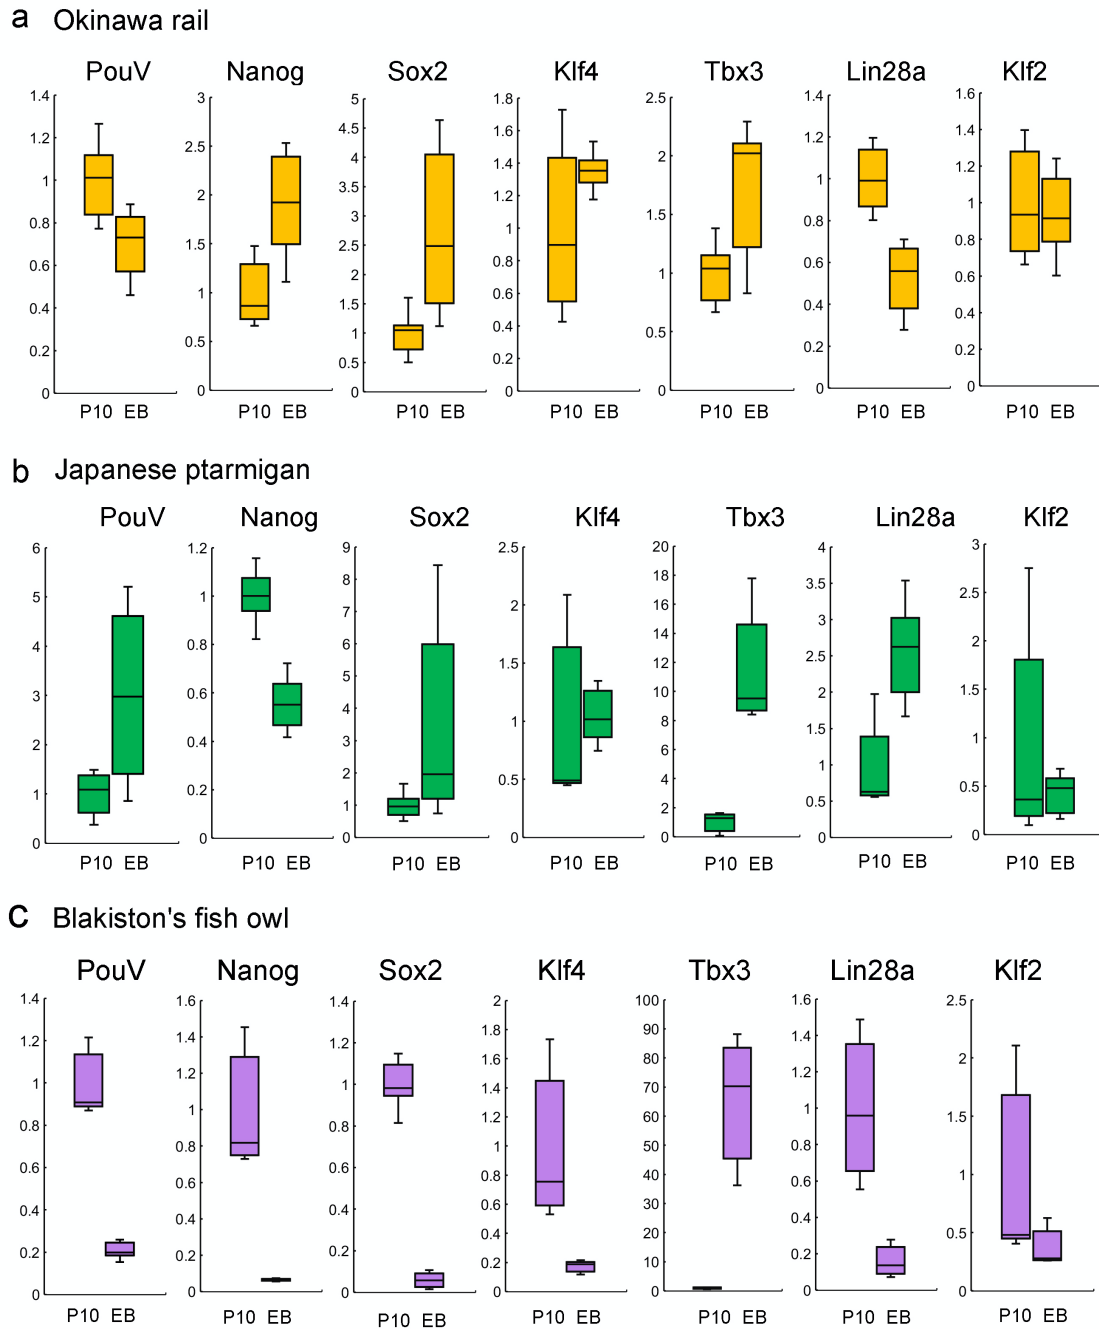 a Okinawa rail
PouV Nanog Sox2 Klf4 Tbx3 Lin28a Klf2
1.4 1.2 1 0.8 0.6 0.4 0.2 0
3 2.5 2 1.5 1 0.5 0
5 4.5 4 3.5 3 2.5 2 1.5 1 0.5 0
1.8 1.6 1.4 1.2 1 0.8 0.6 0.4 0.2 0
2.5 2 1.5 1 0.5 0
1.4 1.2 1 0.8 0.6 0.4 0.2 0
1.6 1.4 1.2 1 0.8 0.6 0.4 0.2 0
P10 EB P10 EB P10 EB P10 EB P10 EB P10 EB P10 EB
b Japanese ptarmigan
PouV Nanog Sox2 Klf4 Tbx3 Lin28a Klf2
6 5 4 3 2 1 0
1.2 1 0.8 0.6 0.4 0.2 0
9 8 7 6 5 4 3 2 1 0
2.5 2 1.5 1 0.5 0
20 18 16 14 12 10 8 6 4 2 0
4 3.5 3 2.5 2 1.5 1 0.5 0
3 2.5 2 1.5 1 0.5 0
P10 EB P10 EB P10 EB P10 EB P10 EB P10 EB P10 EB
C Blakiston's fish owl
PouV Nanog Sox2 Klf4 Tbx3 Lin28a Klf2
1.4 1.2 1 0.8 0.6 0.4 0.2 0
1.6 1.4 1.2 1 0.8 0.6 0.4 0.2 0
1.4 1.2 1 0.8 0.6 0.4 0.2 0
2 1.8 1.6 1.4 1.2 1 0.8 0.6 0.4 0.2 0
100 90 80 70 60 50 40 30 20 10 0
1.6 1.4 1.2 1 0.8 0.6 0.4 0.2 0
2.5 2 1.5 1 0.5 0
P10 EB P10 EB P10 EB P10 EB P10 EB P10 EB P10 EB